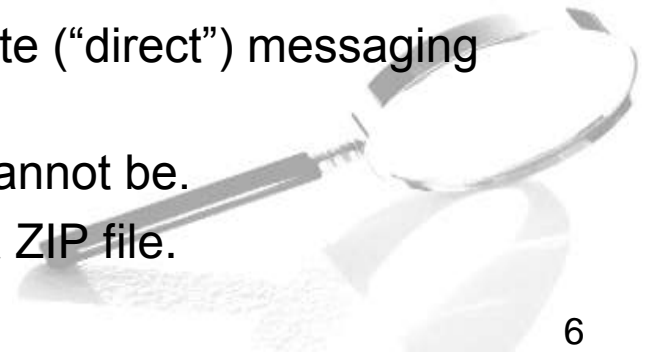 te (“direct”) messaging
annot be.
ZIP file.
6